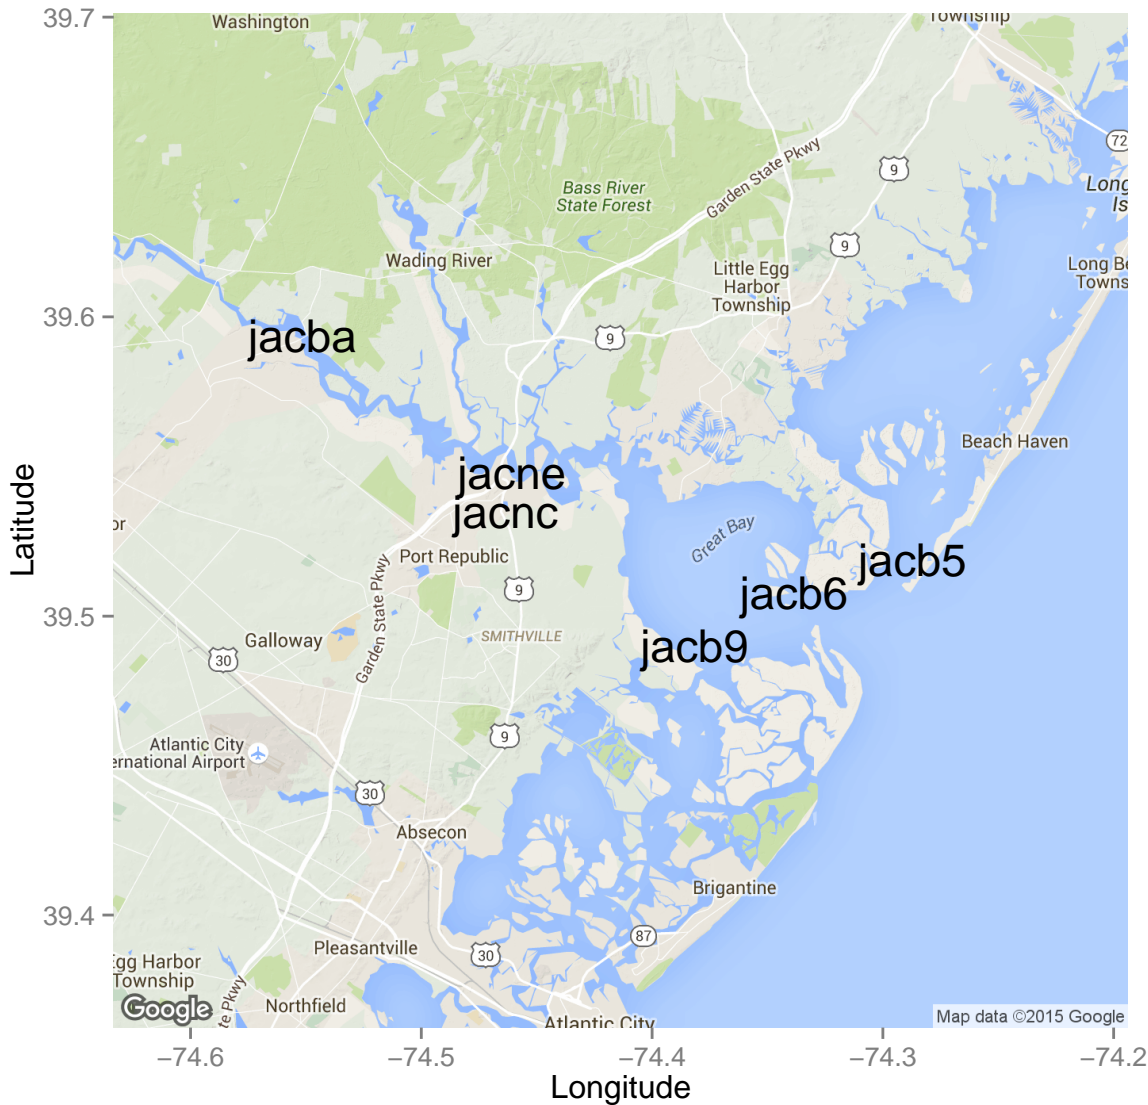 39.7
Washington
Township
72
9
Bass River
State Forest
Garden State Pkwy
Long
Is
9
Wading River
Little Egg
Harbor
Township
Long Be
Towns
39.6
jacba
9
Beach Haven
jacne
jacnc
or
Great Bay
Port Republic
jacb5
Latitude
9
jacb6
39.5
Garden State Pkwy
SMITHVILLE
Galloway
jacb9
30
9
Atlantic City
ernational Airport
30
Absecon
Brigantine
39.4
87
Pleasantville
30
Egg Harbor
Township
te Pkwy
Northfield
Google
Atlantic City
Map data ©2015 Google
−74.6
−74.5
−74.4
−74.3
−74.2
Longitude